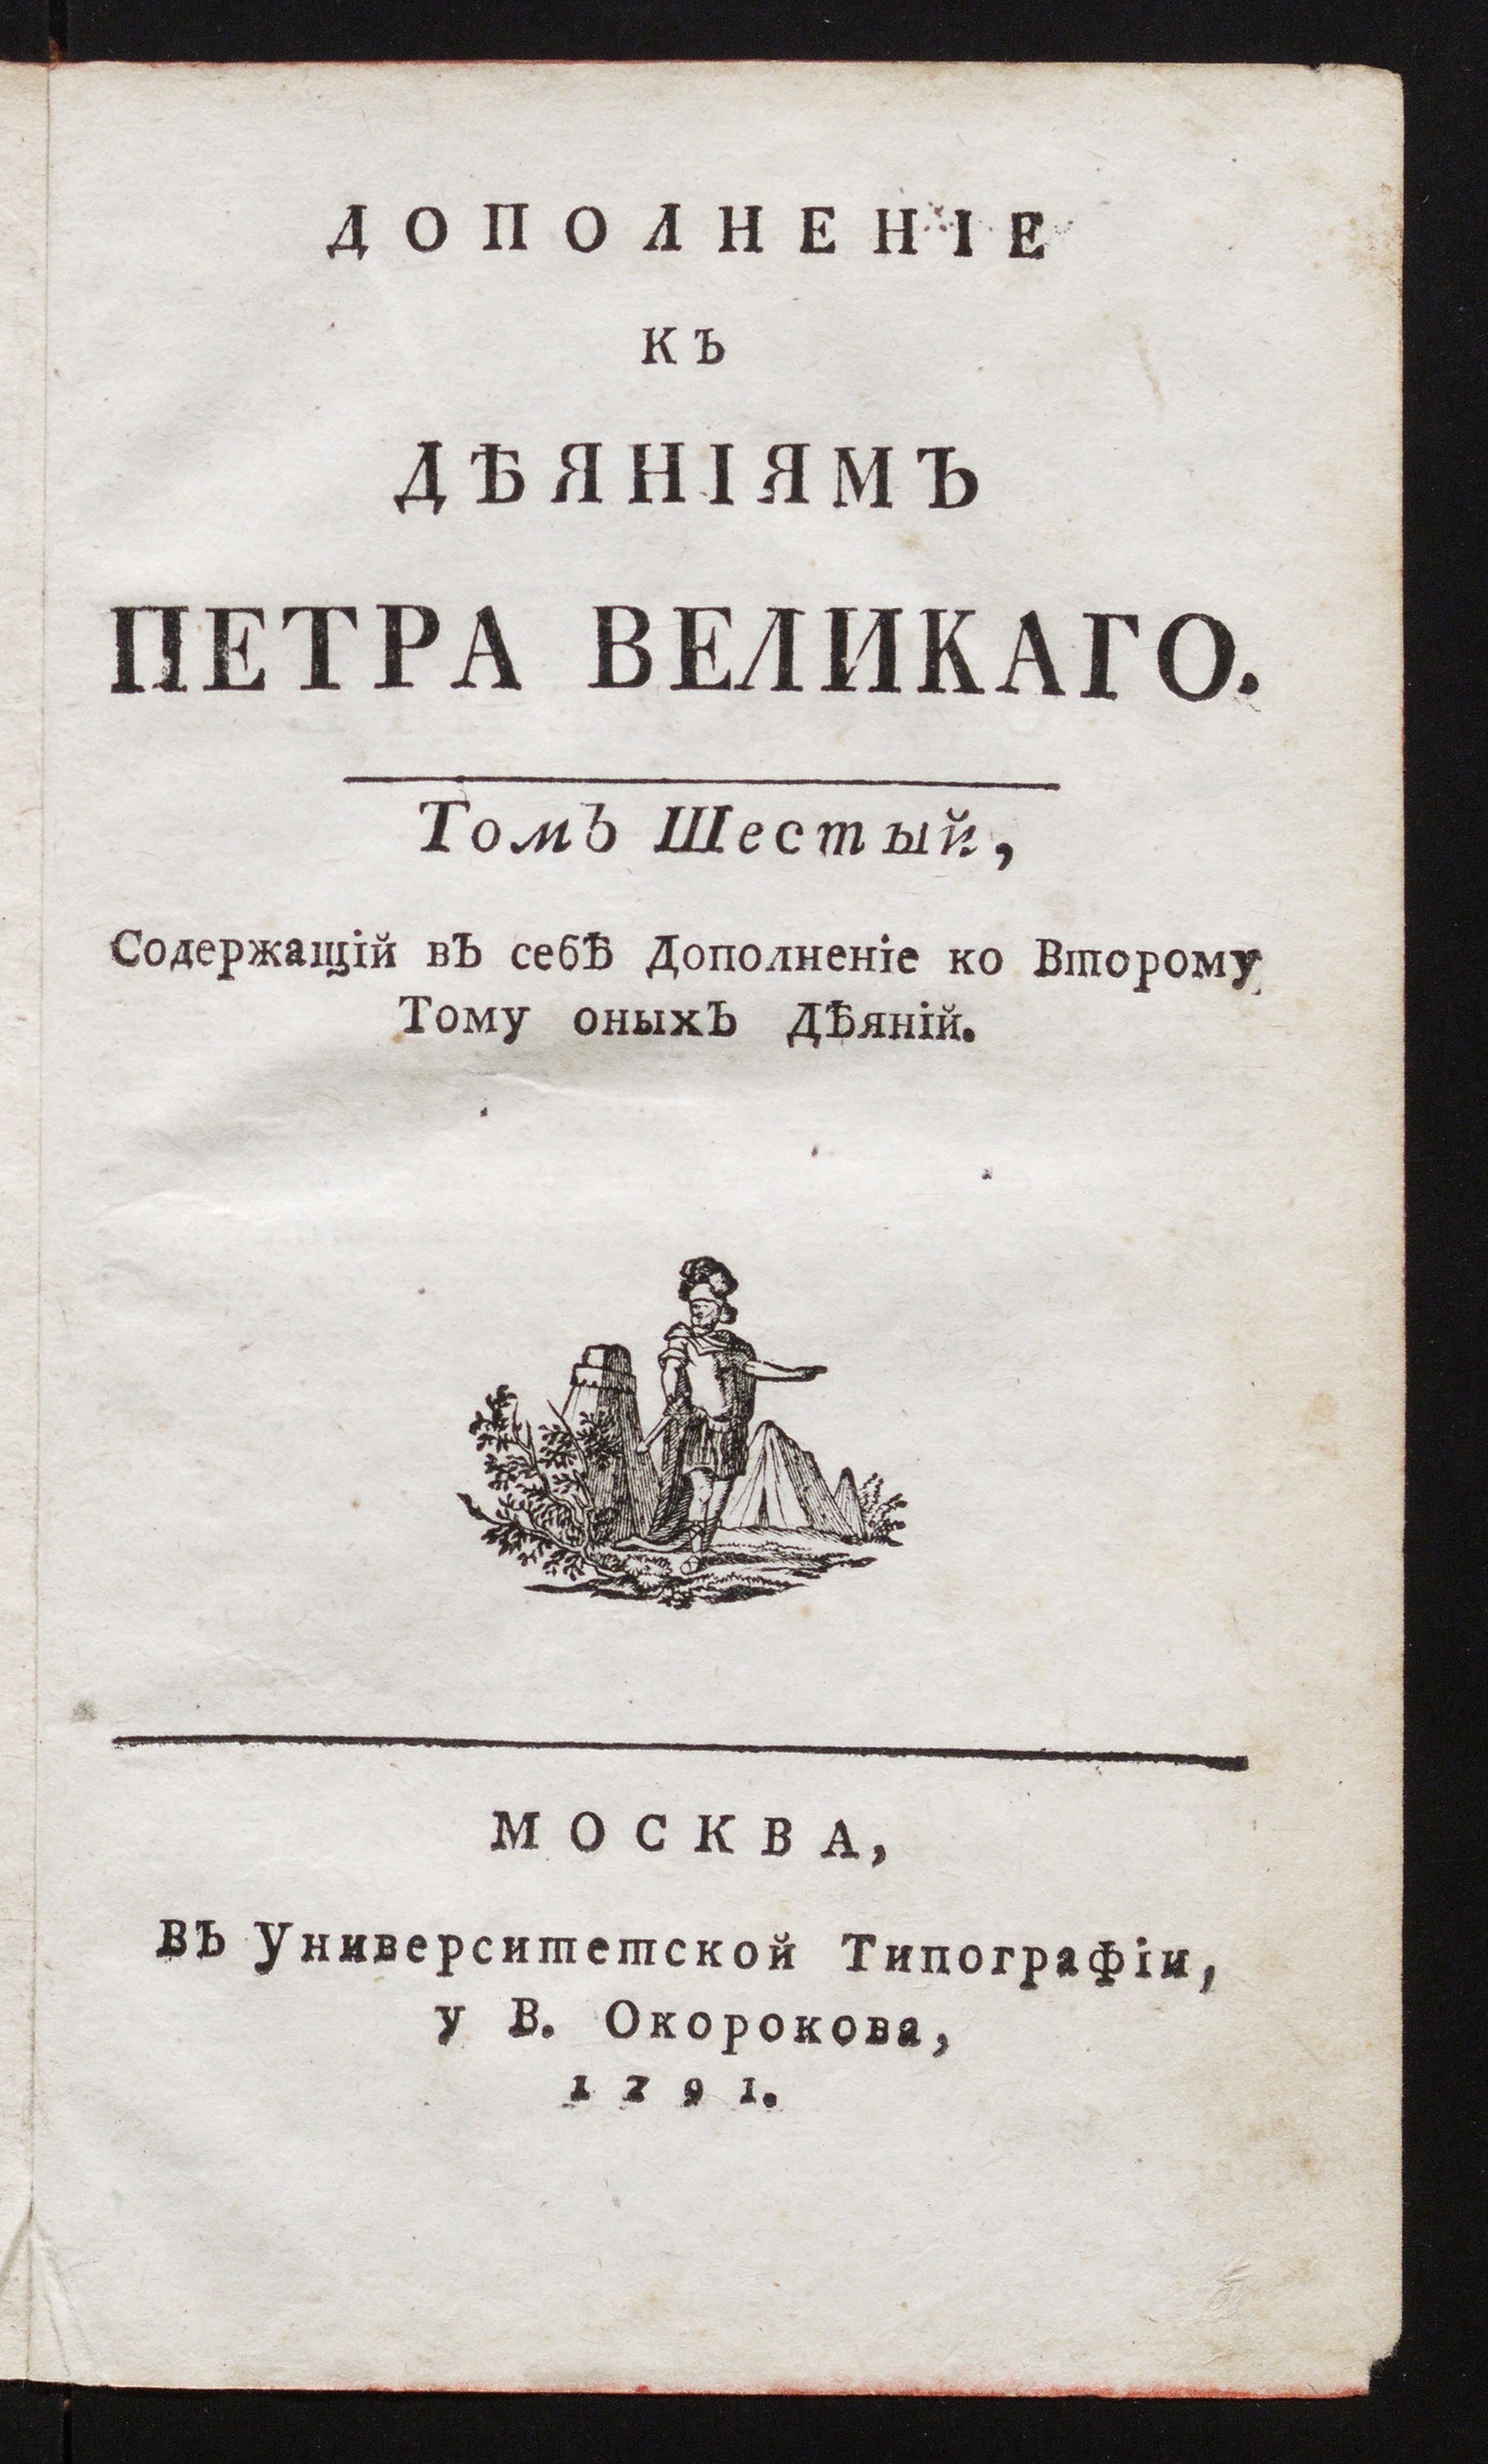 ДОПОЛНЕНІЕ
КЪ
ДѢЯНІЯМЪ
ПЕТРА ВЕЛИКАГО.
Томъ Шестый,
Содержащій въ себѣ Дополненіе ко Второму
Тому оныхъ Дѣяній.
МОСКВА,
Въ Университетской Типографіи,
у В. Окорокова,
1791.